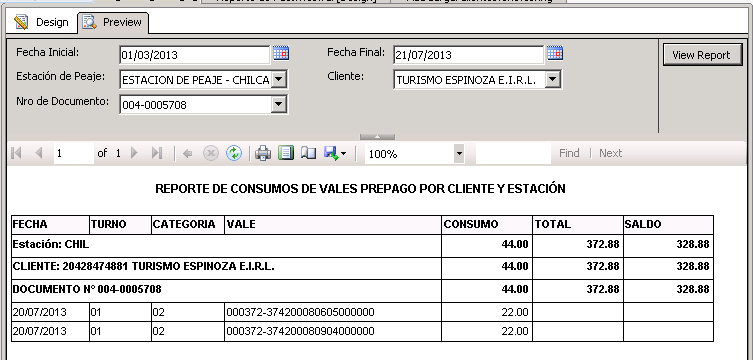 Design Preview
Fecha Inicial: 01/03/2013 Fecha Final: 21/07/2013 View Report
Estación de Peaje: ESTACION DE PEAJE - CHILCA Cliente: TURISMO ESPINOZA E.I.R.L.
Nro de Documento: 004-0005708
1 of 1 100% Find | Next
REPORTE DE CONSUMOS DE VALES PREPAGO POR CLIENTE Y ESTACIÓN
FECHA TURNO CATEGORIA VALE CONSUMO TOTAL SALDO
Estación: CHIL 44.00 372.88 328.88
CLIENTE: 20428474881 TURISMO ESPINOZA E.I.R.L. 44.00 372.88 328.88
DOCUMENTO Nº 004-0005708 44.00 372.88 328.88
20/07/2013 01 02 000372-374200080605000000 22.00
20/07/2013 01 02 000372-374200080904000000 22.00